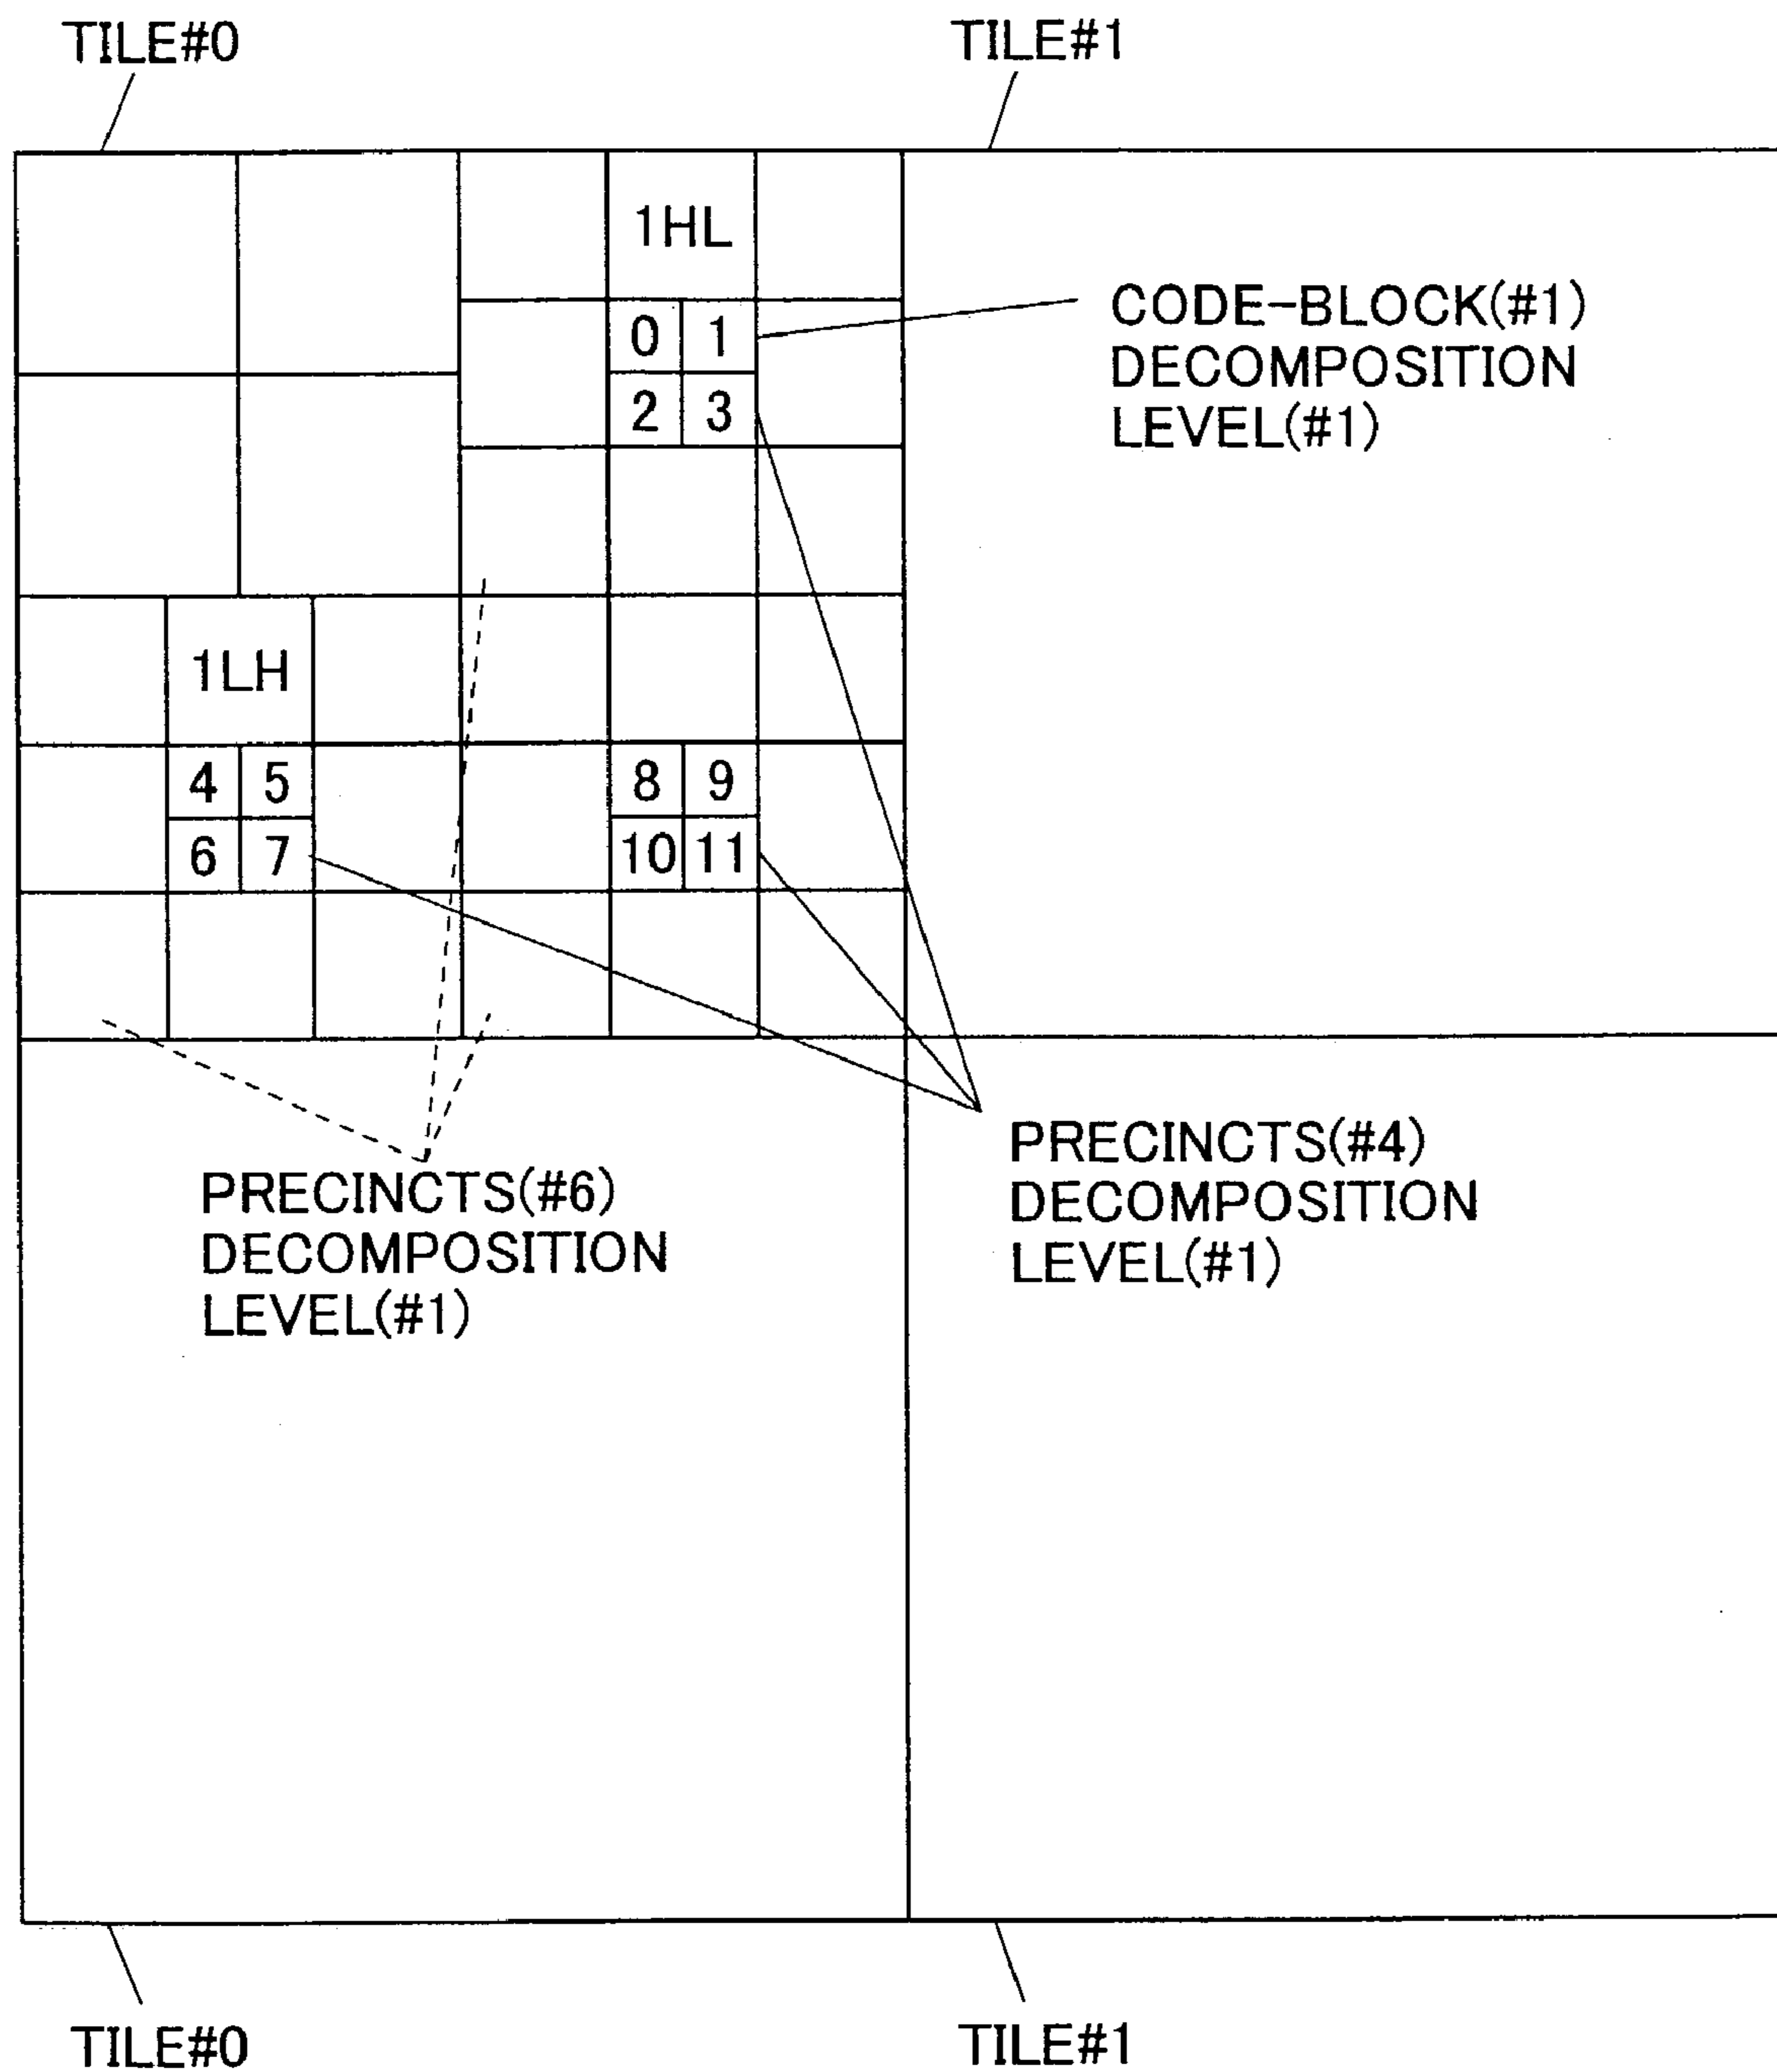 TILE#0
TILE#1
1HL
CODE-BLOCK(#1)
DECOMPOSITION
LEVEL(#1)
0 1
2 3
1LH
4 5
8 9
6 7
10 11
PRECINCTS(#4)
DECOMPOSITION
LEVEL(#1)
PRECINCTS(#6)
DECOMPOSITION
LEVEL(#1)
TILE#0
TILE#1